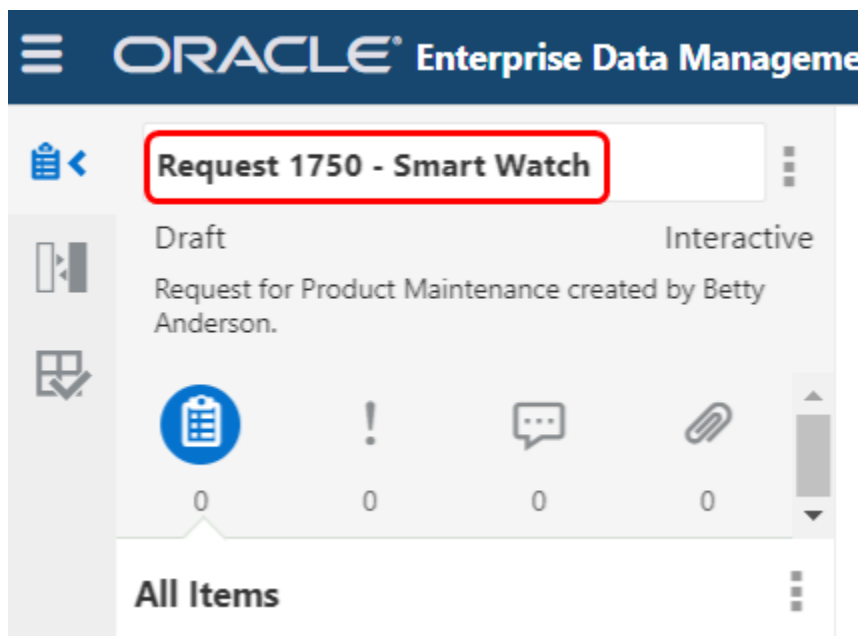 ORACLE® Enterprise Data Manageme
Request 1750 - Smart Watch
Draft Interactive
Request for Product Maintenance created by Betty
Anderson.
0 0 0 0
All Items